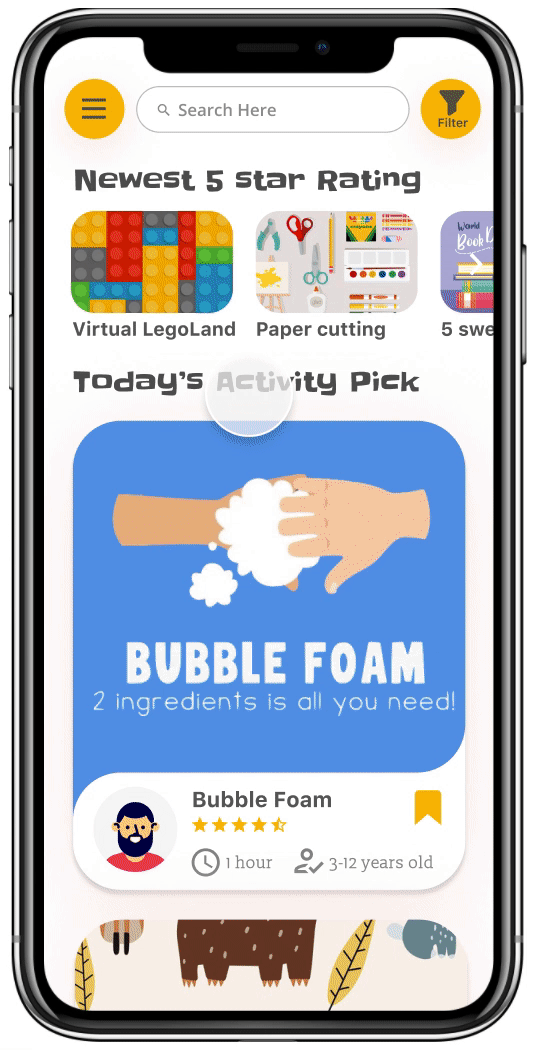 Search Here
Filter
Newest 5 star Rating
World
Book D
crayons
Virtual LegoLand
Paper cutting
5 swe
Today's Activity Pick
BUBBLE FOAM
2 ingredients is all you need!
Bubble Foam
1 hour
3-12 years old